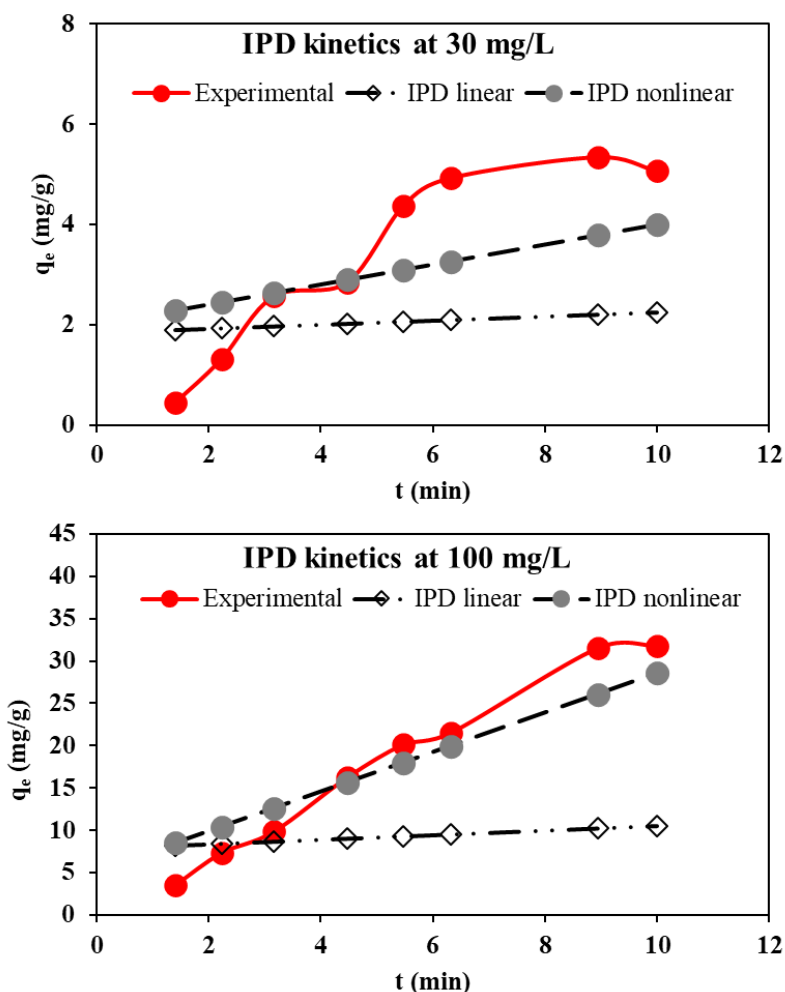 IPD kinetics at 30 mg/L
Experimental IPD linear IPD nonlinear
8
6
4
2
0
qₑ (mg/g)
0 2 4 6 8 10 12
t (min)
IPD kinetics at 100 mg/L
Experimental IPD linear IPD nonlinear
45
40
35
30
25
20
15
10
5
0
qₑ (mg/g)
0 2 4 6 8 10 12
t (min)